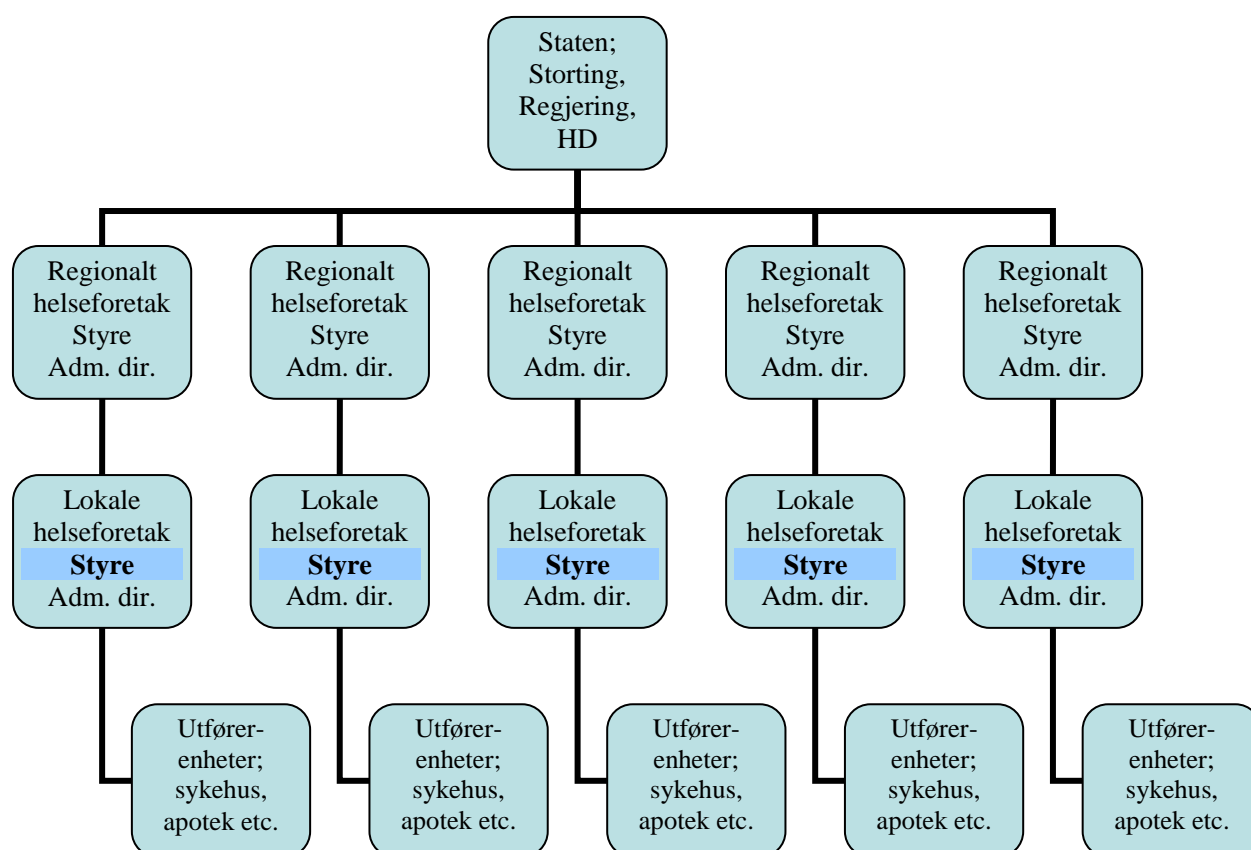 Staten;
Storting,
Regjering,
HD
Regionalt
helseforetak
Styre
Adm. dir.
Regionalt
helseforetak
Styre
Adm. dir.
Regionalt
helseforetak
Styre
Adm. dir.
Regionalt
helseforetak
Styre
Adm. dir.
Regionalt
helseforetak
Styre
Adm. dir.
Lokale
helseforetak
Styre
Adm. dir.
Lokale
helseforetak
Styre
Adm. dir.
Lokale
helseforetak
Styre
Adm. dir.
Lokale
helseforetak
Styre
Adm. dir.
Lokale
helseforetak
Styre
Adm. dir.
Utfører-
enheter;
sykehus,
apotek etc.
Utfører-
enheter;
sykehus,
apotek etc.
Utfører-
enheter;
sykehus,
apotek etc.
Utfører-
enheter;
sykehus,
apotek etc.
Utfører-
enheter;
sykehus,
apotek etc.